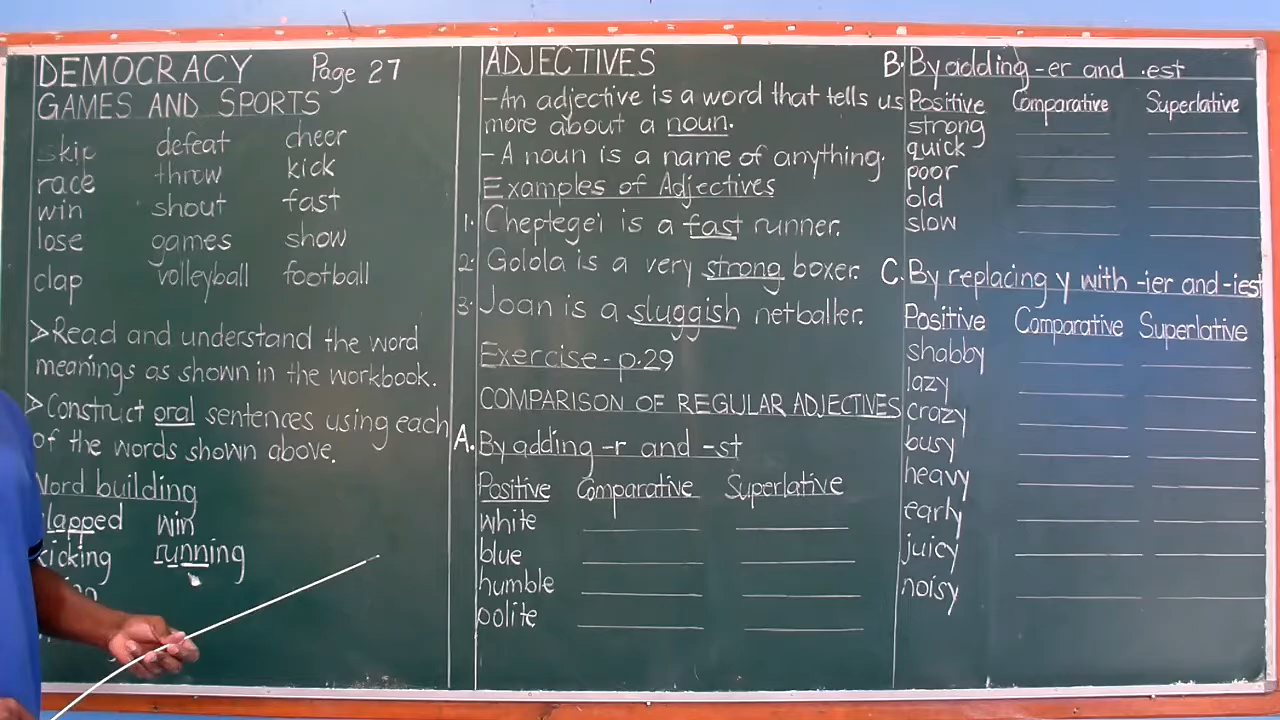 DEMOCRACY Page 27
GAMES AND SPORTS
skip defeat cheer
race throw kick
win shout fast
lose games show
clap volleyball football
➤Read and understand the word
meanings as shown in the workbook.
➤Construct oral sentences using each
of the words shown above.
Word building
clapped win
kicking running
ADJECTIVES
-An adjective is a word that tells us
more about a noun.
-A noun is a name of anything.
Examples of Adjectives
1. Cheptegei is a fast runner.
2. Golola is a very strong boxer.
3. Joan is a sluggish netballer.
Exercise - p.29
COMPARISON OF REGULAR ADJECTIVES
A. By adding -r and -st
Positive Comparative Superlative
white
blue
humble
polite
B. By adding -er and -est
Positive Comparative Superlative
strong
quick
poor
old
slow
C. By replacing y with -ier and -iest
Positive Comparative Superlative
shabby
lazy
crazy
busy
heavy
early
juicy
noisy